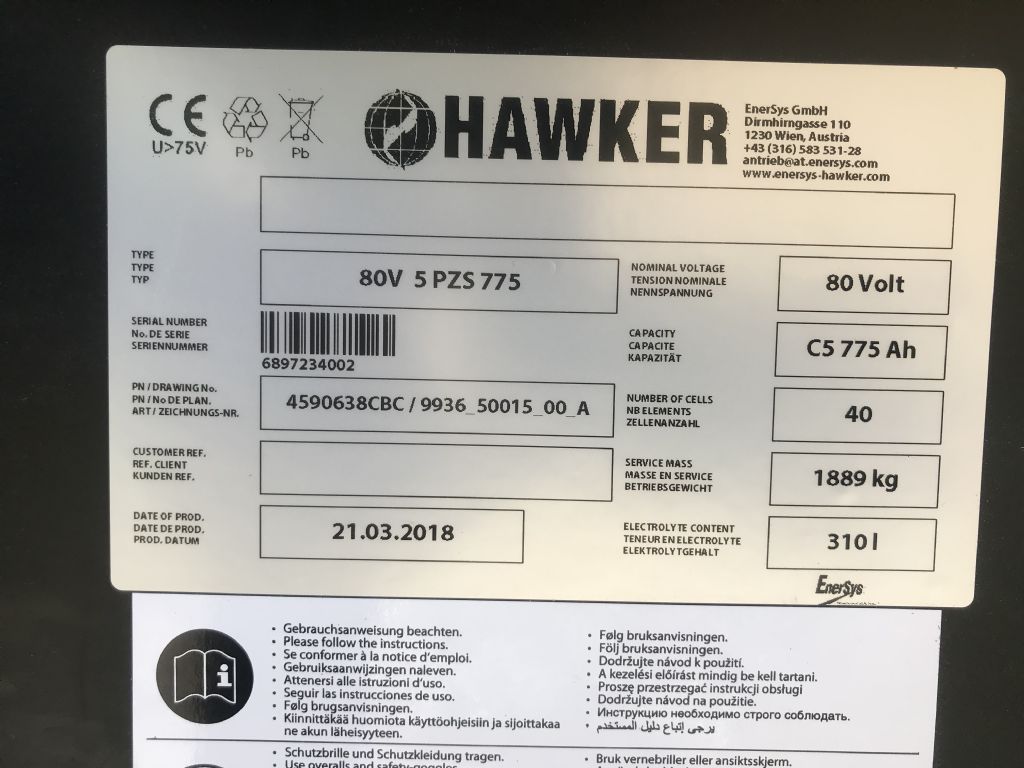 CE
U>75V
Pb
Pb
HAWKER
EnerSys GmbH
Dirmhirngasse 110
1230 Wien, Austria
+43 (316) 583 531-28
antrieb@at.enersys.com
www.enersys-hawker.com
TYPE
TYPE
TYP
80V 5 PZS 775
NOMINAL VOLTAGE
TENSION NOMINALE
NENNSPANNUNG
80 Volt
SERIAL NUMBER
No. DE SERIE
SERIENNUMMER
6897234002
CAPACITY
CAPACITE
KAPAZITÄT
C5 775 Ah
PN / DRAWING No.
PN / No DE PLAN.
ART / ZEICHNUNGS-NR.
4590638CBC / 9936_50015_00_A
NUMBER OF CELLS
NB ELEMENTS
ZELLENANZAHL
40
CUSTOMER REF.
REF. CLIENT
KUNDEN REF.
SERVICE MASS
MASSE EN SERVICE
BETRIEBSGEWICHT
1889 kg
DATE OF PROD.
DATE DE PROD.
PROD. DATUM
21.03.2018
ELECTROLYTE CONTENT
TENEUR EN ELECTROLYTE
ELEKTROLYTGEHALT
310 l
EnerSys
• Gebrauchsanweisung beachten.
• Please follow the instructions.
• Se conformer à la notice d'emploi.
• Gebruiksaanwijzingen naleven.
• Attenersi alle istruzioni d'uso.
• Seguir las instrucciones de uso.
• Følg brugsanvisningen.
• Kiinnittäkää huomiota käyttöohjeisiin ja sijoittakaa
ne akun läheisyyteen.
• Følg bruksanvisningen.
• Följ bruksanvisningen.
• Dodržujte návod k použití.
• A kezelési előírást mindig be kell tartani.
• Proszę przestrzegać instrukcji obsługi
• Dodržujte návod na použitie.
• Инструкцию необходимо строго соблюдать.
• يرجى إتباع دليل المستخدم
• Schutzbrille und Schutzkleidung tragen.
• Use overalls and safety-goggles.
• Bruk vernebriller eller ansiktsskjerm.